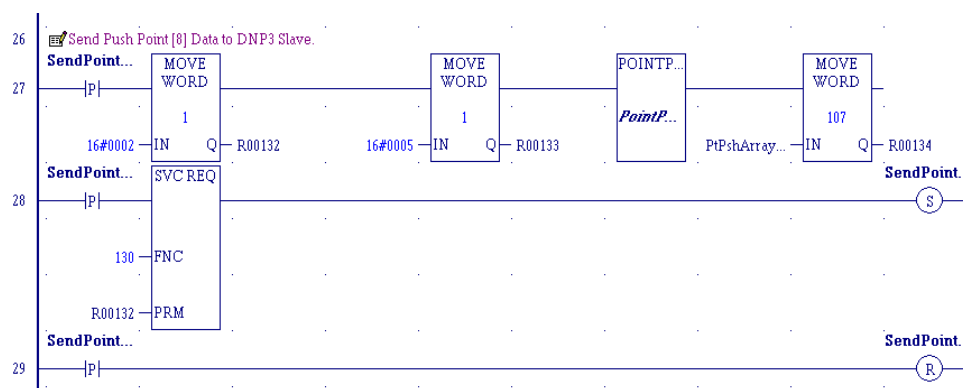 26 Send Push Point [8] Data to DNP3 Slave.
SendPoint... MOVE WORD MOVE WORD POINTP... MOVE WORD
27 P
1 1 PointP... 107
16#0002 IN Q R00132 16#0005 IN Q R00133 PtPshArray... IN Q R00134
SendPoint... SVC REQ SendPoint.
28 P S
130 FNC
R00132 PRM
SendPoint... SendPoint.
29 P R